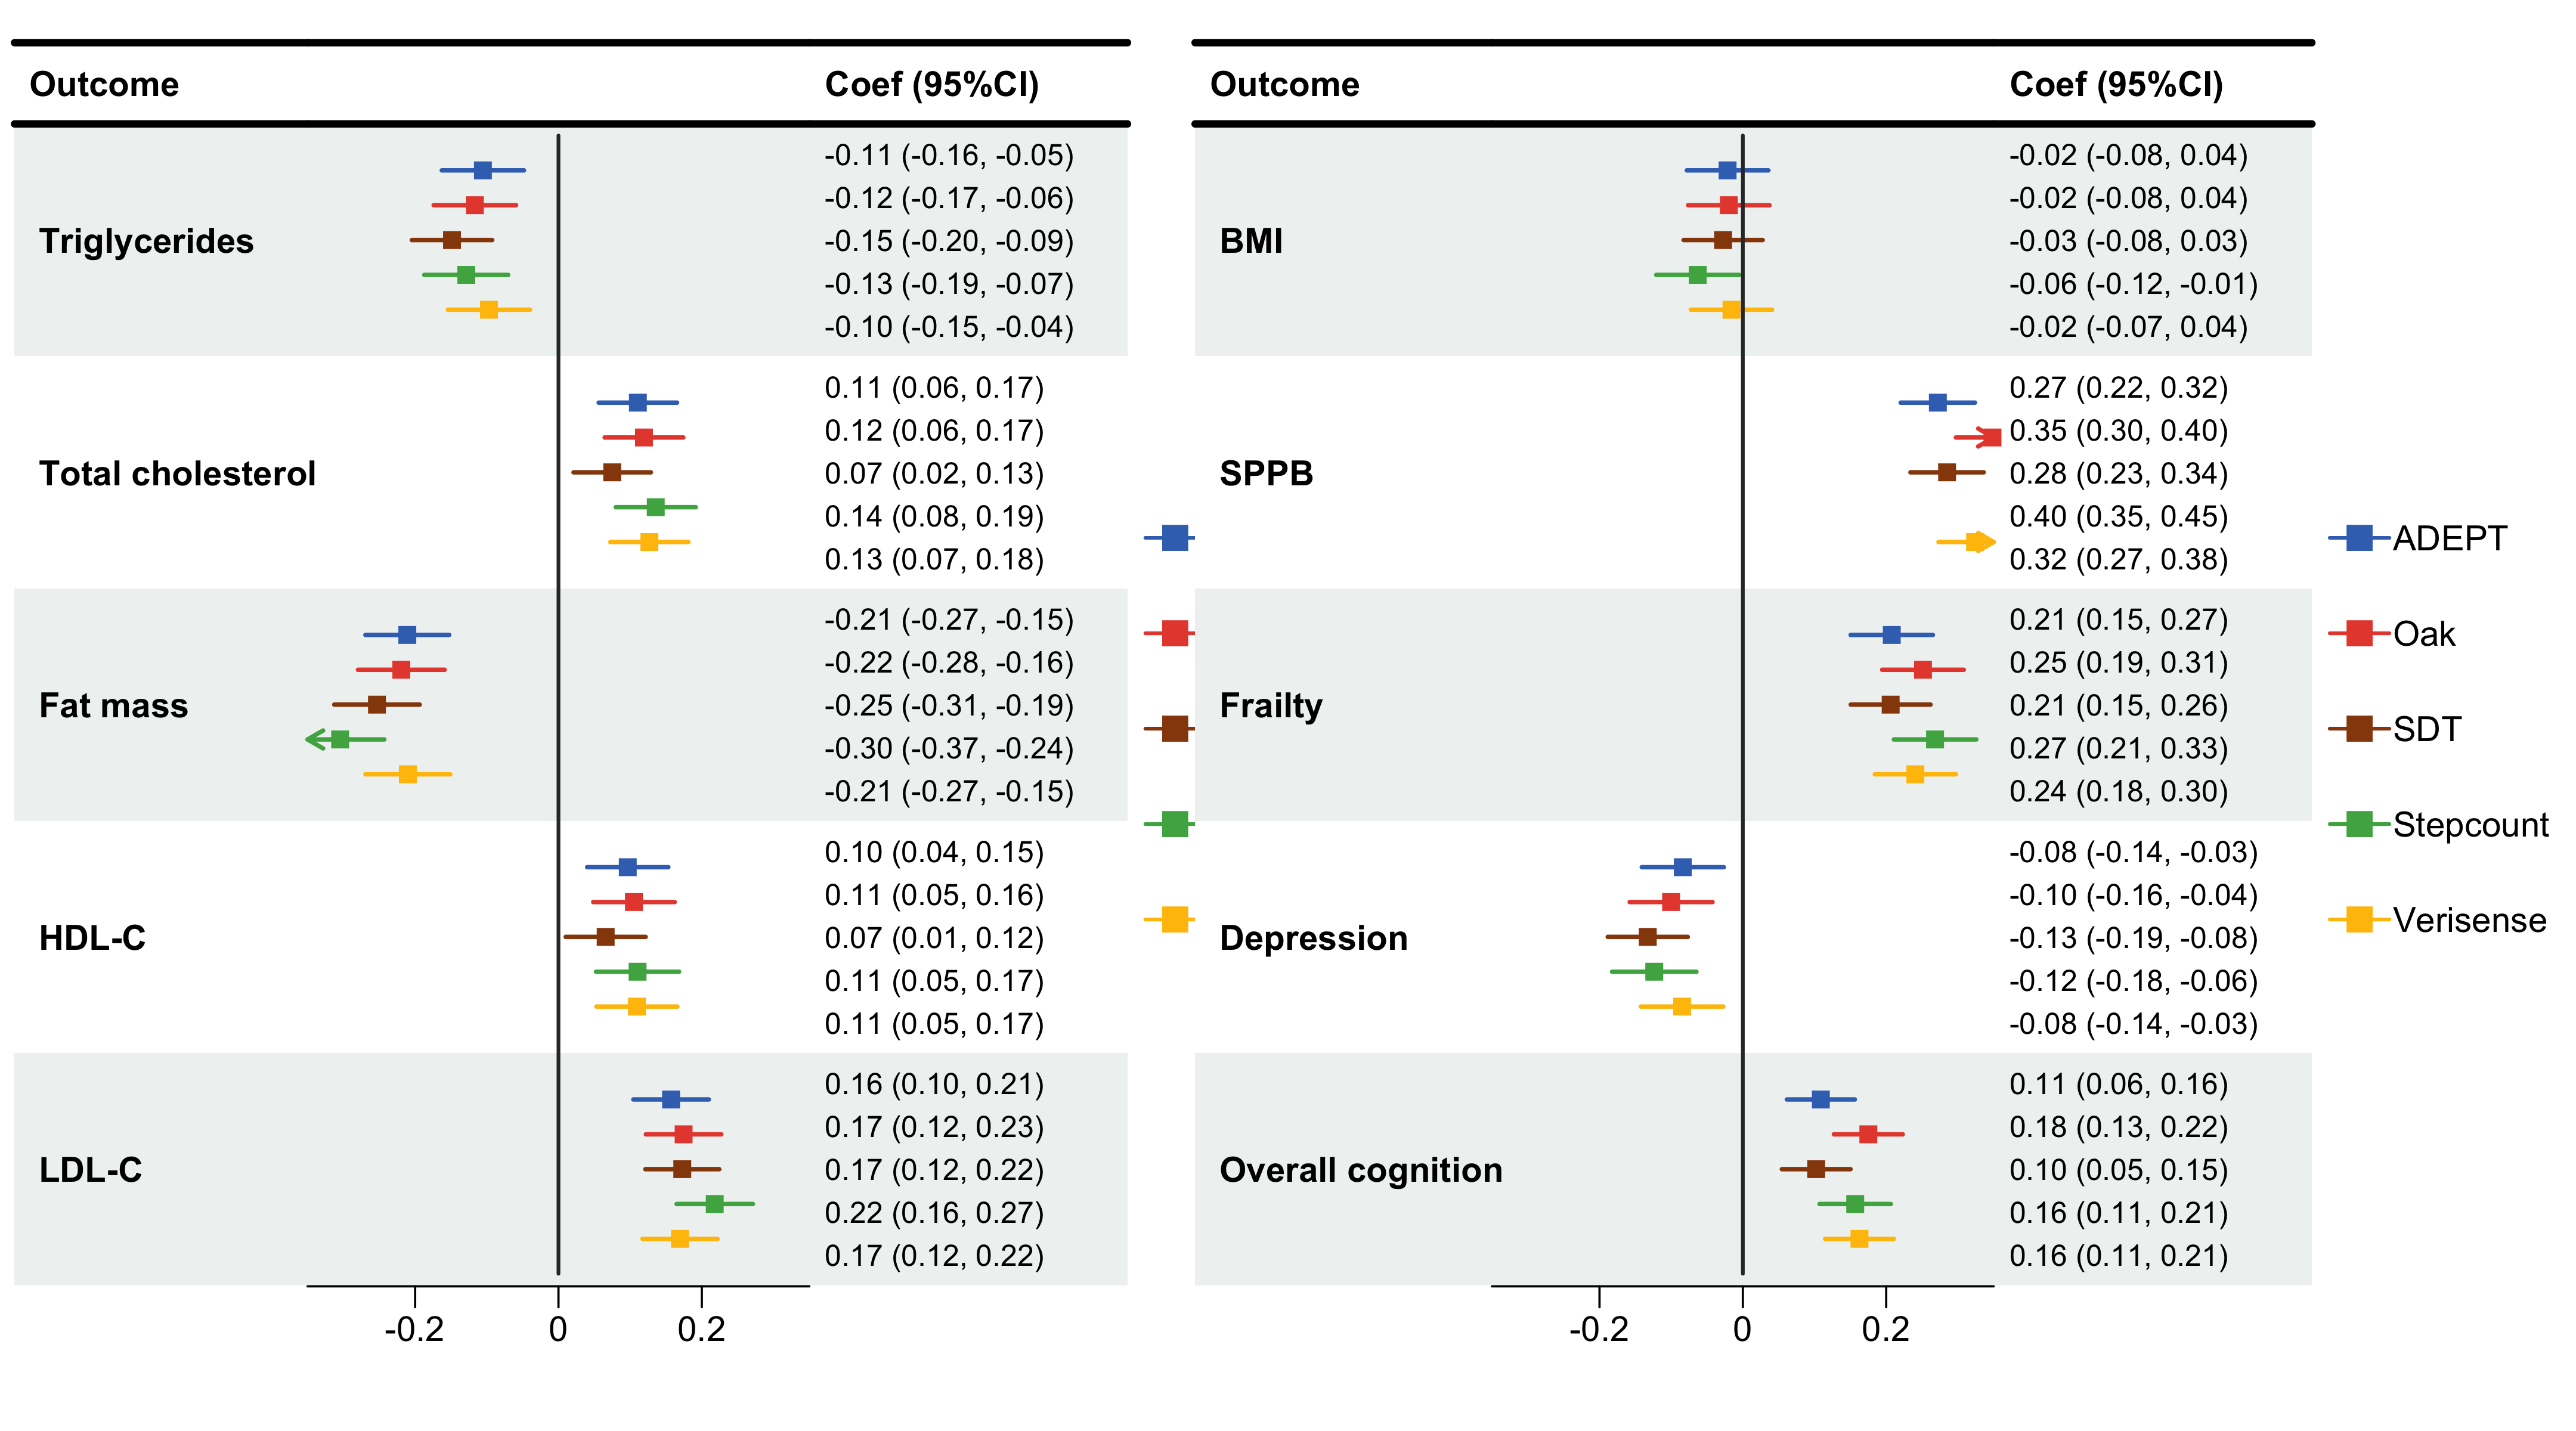 Outcome Coef (95%CI)
Triglycerides
-0.11 (-0.16, -0.05)
-0.12 (-0.17, -0.06)
-0.15 (-0.20, -0.09)
-0.13 (-0.19, -0.07)
-0.10 (-0.15, -0.04)
Total cholesterol
0.11 (0.06, 0.17)
0.12 (0.06, 0.17)
0.07 (0.02, 0.13)
0.14 (0.08, 0.19)
0.13 (0.07, 0.18)
Fat mass
-0.21 (-0.27, -0.15)
-0.22 (-0.28, -0.16)
-0.25 (-0.31, -0.19)
-0.30 (-0.37, -0.24)
-0.21 (-0.27, -0.15)
HDL-C
0.10 (0.04, 0.15)
0.11 (0.05, 0.16)
0.07 (0.01, 0.12)
0.11 (0.05, 0.17)
0.11 (0.05, 0.17)
LDL-C
0.16 (0.10, 0.21)
0.17 (0.12, 0.23)
0.17 (0.12, 0.22)
0.22 (0.16, 0.27)
0.17 (0.12, 0.22)
-0.2 0 0.2
Outcome Coef (95%CI)
BMI
-0.02 (-0.08, 0.04)
-0.02 (-0.08, 0.04)
-0.03 (-0.08, 0.03)
-0.06 (-0.12, -0.01)
-0.02 (-0.07, 0.04)
SPPB
0.27 (0.22, 0.32)
0.35 (0.30, 0.40)
0.28 (0.23, 0.34)
0.40 (0.35, 0.45)
0.32 (0.27, 0.38)
Frailty
0.21 (0.15, 0.27)
0.25 (0.19, 0.31)
0.21 (0.15, 0.26)
0.27 (0.21, 0.33)
0.24 (0.18, 0.30)
Depression
-0.08 (-0.14, -0.03)
-0.10 (-0.16, -0.04)
-0.13 (-0.19, -0.08)
-0.12 (-0.18, -0.06)
-0.08 (-0.14, -0.03)
Overall cognition
0.11 (0.06, 0.16)
0.18 (0.13, 0.22)
0.10 (0.05, 0.15)
0.16 (0.11, 0.21)
0.16 (0.11, 0.21)
-0.2 0 0.2
ADEPT
Oak
SDT
Stepcount
Verisense